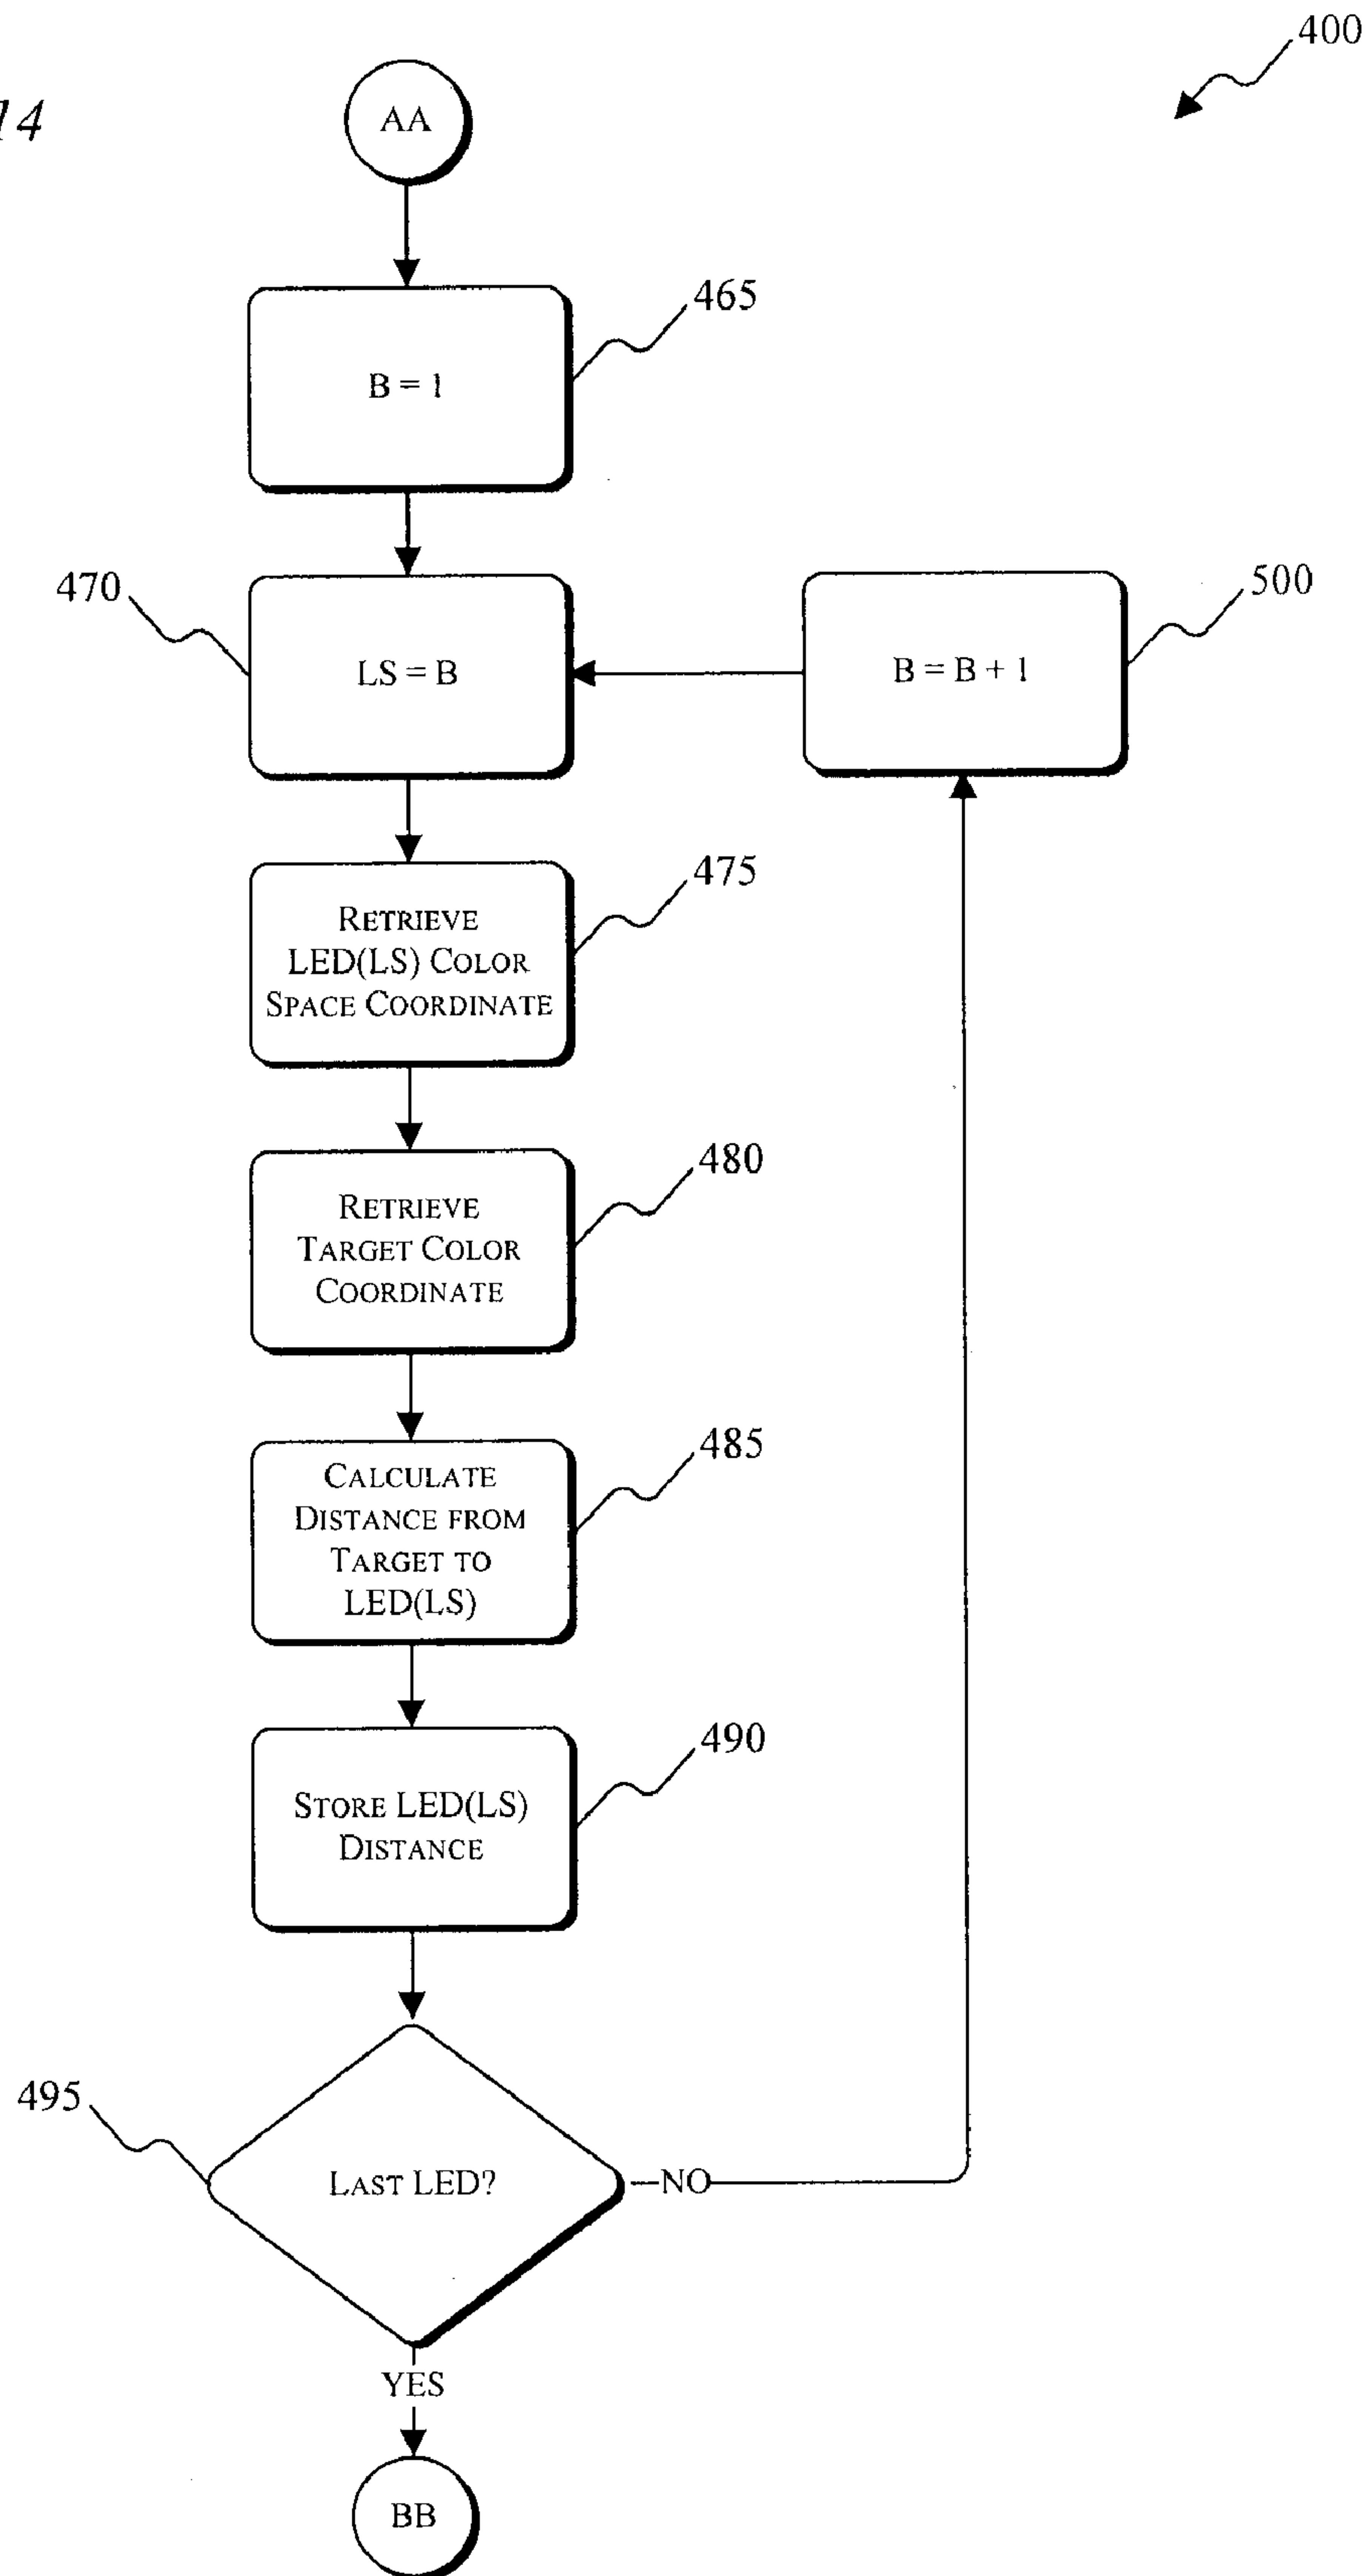 400
14
AA
465
B = 1
470
LS = B
500
B = B + 1
475
RETRIEVE
LED(LS) COLOR
SPACE COORDINATE
480
RETRIEVE
TARGET COLOR
COORDINATE
485
CALCULATE
DISTANCE FROM
TARGET TO
LED(LS)
490
STORE LED(LS)
DISTANCE
495
LAST LED?
NO
YES
BB